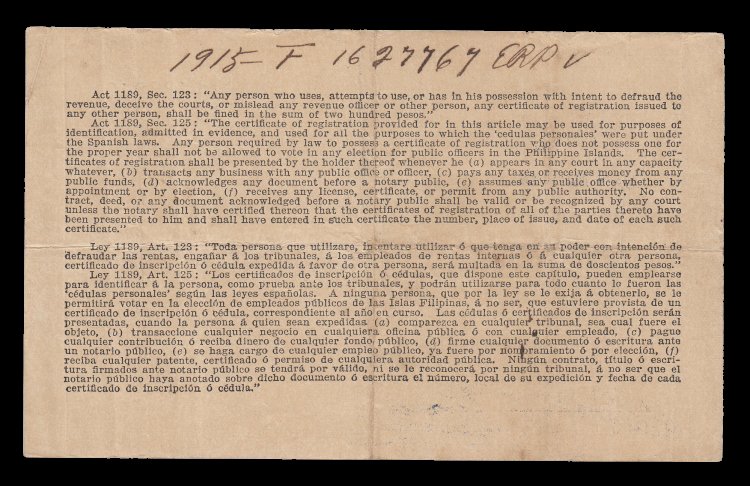 1915 - F 1627767 ERP
Act 1189, Sec. 123: "Any person who uses, attempts to use, or has in his possession with intent to defraud the
revenue, deceive the courts, or mislead any revenue officer or other person, any certificate of registration issued to
any other person, shall be fined in the sum of two hundred pesos."
Act 1189, Sec. 125: "The certificate of registration provided for in this article may be used for purposes of
identification, admitted in evidence, and used for all the purposes to which the 'cedulas personales' were put under
the Spanish laws. Any person required by law to possess a certificate of registration who does not possess one for
the proper year shall not be allowed to vote in any election for public officers in the Philippine Islands. The cer-
tificates of registration shall be presented by the holder thereof whenever he (a) appears in any court in any capacity
whatever, (b) transacts any business with any public office or officer, (c) pays any taxes or receives money from any
public funds, (d) acknowledges any document before a notary public, (e) assumes any public office whether by
appointment or by election, (f) receives any license, certificate, or permit from any public authority. No con-
tract, deed, or any document acknowledged before a notary public shall be valid or be recognized by any court
unless the notary shall have certified thereon that the certificates of registration of all of the parties thereto have
been presented to him and shall have entered in such certificate the number, place of issue, and date of each such
certificate."
Ley 1189, Art. 123: "Toda persona que utilizare, intentare utilizar ó que tenga en su poder con intención de
defraudar las rentas, engañar á los tribunales, á los empleados de rentas internas ó á cualquier otra persona,
certificado de inscripción ó cédula expedida á favor de otra persona, será multada en la suma de doscientos pesos."
Ley 1189, Art. 125: "Los certificados de inscripción ó cédulas, que dispone este capítulo, pueden emplearse
para identificar á la persona, como prueba ante los tribunales, y podrán utilizarse para todo cuanto lo fueron las
'cédulas personales' según las leyes españolas. A ninguna persona, que por la ley se le exija á obtenerlo, se le
permitirá votar en la elección de empleados públicos de las Islas Filipinas, á no ser, que estuviere provista de un
certificado de inscripción ó cédula, correspondiente al año en curso. Las cédulas ó certificados de inscripción serán
presentadas, cuando la persona á quien sean expedidas (a) comparezca en cualquier tribunal, sea cual fuere el
objeto, (b) transaccione cualquier negocio en cualquiera oficina pública ó con cualquier empleado, (c) pague
cualquier contribución ó reciba dinero de cualquier fondo público, (d) firme cualquier documento ó escritura ante
un notario público, (e) se haga cargo de cualquier empleo público, ya fuere por nombramiento ó por elección, (f)
reciba cualquier patente, certificado ó permiso de cualquiera autoridad pública. Ningún contrato, título ó escri-
tura firmados ante notario público se tendrá por válido, ni se le reconocerá por ningún tribunal, á no ser que el
notario público haya anotado sobre dicho documento ó escritura el número, local de su expedición y fecha de cada
certificado de inscripción ó cédula."